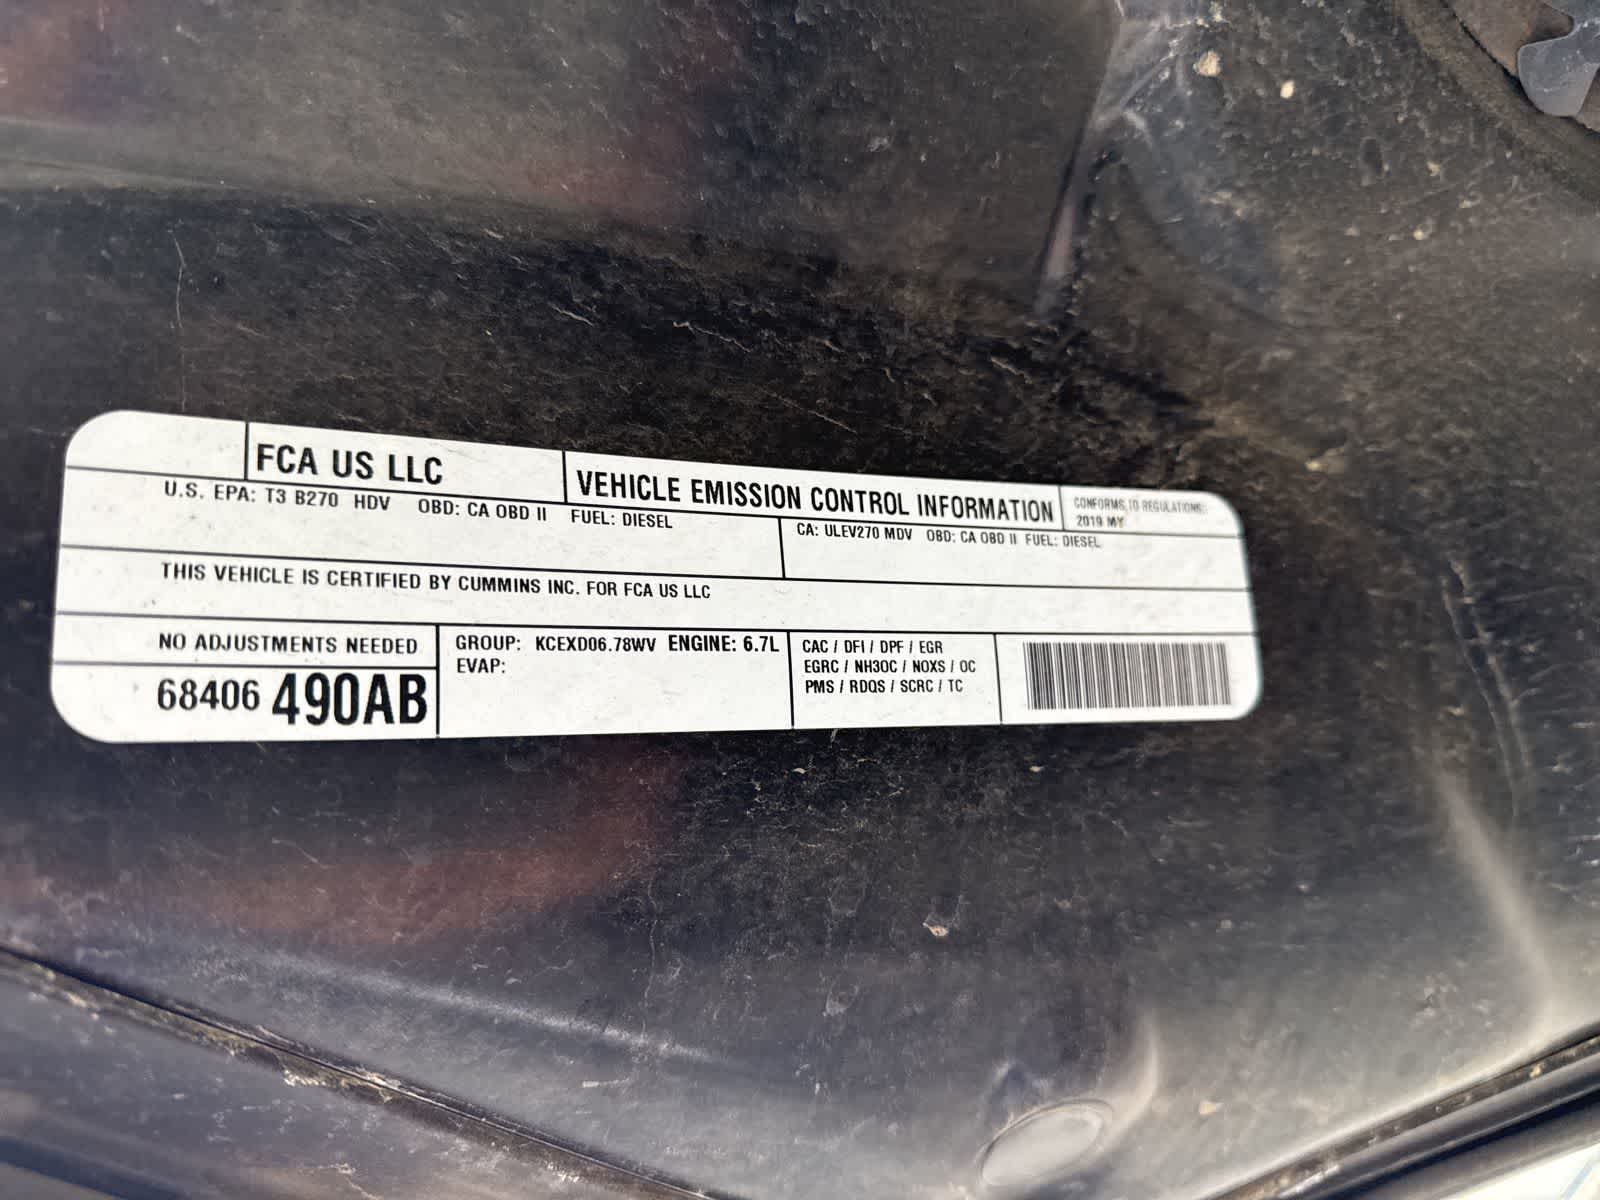 FCA US LLC
VEHICLE EMISSION CONTROL INFORMATION
CONFORMS TO REGULATIONS:
2019 MY
U.S. EPA: T3 B270 HDV OBD: CA OBD II FUEL: DIESEL
CA: ULEV270 MDV OBD: CA OBD II FUEL: DIESEL
THIS VEHICLE IS CERTIFIED BY CUMMINS INC. FOR FCA US LLC
NO ADJUSTMENTS NEEDED
68406 490AB
GROUP: KCEXD06.78WV ENGINE: 6.7L
EVAP:
CAC / DFI / DPF / EGR
EGRC / NH3OC / NOXS / OC
PMS / RDQS / SCRC / TC